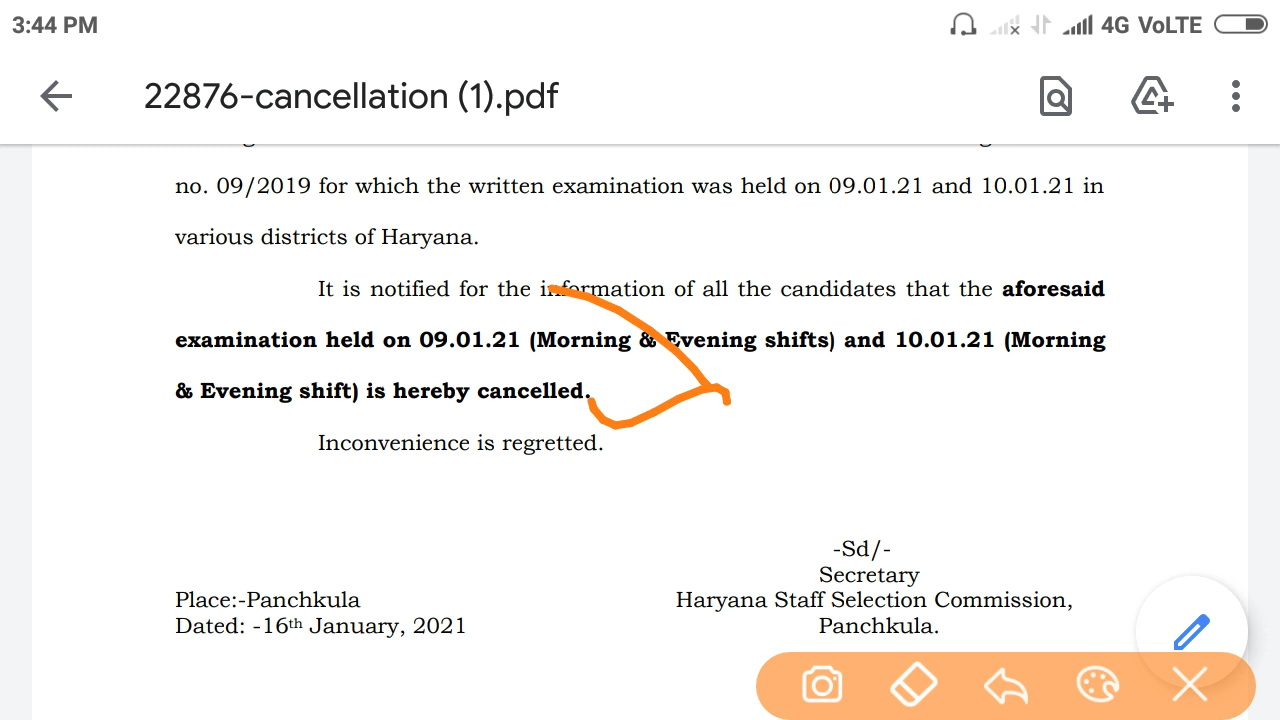 3:44 PM
4G VoLTE
22876-cancellation (1).pdf
no. 09/2019 for which the written examination was held on 09.01.21 and 10.01.21 in
various districts of Haryana.
It is notified for the information of all the candidates that the aforesaid
examination held on 09.01.21 (Morning & Evening shifts) and 10.01.21 (Morning
& Evening shift) is hereby cancelled.
Inconvenience is regretted.
-Sd/-
Secretary
Haryana Staff Selection Commission,
Panchkula.
Place:-Panchkula
Dated: -16th January, 2021